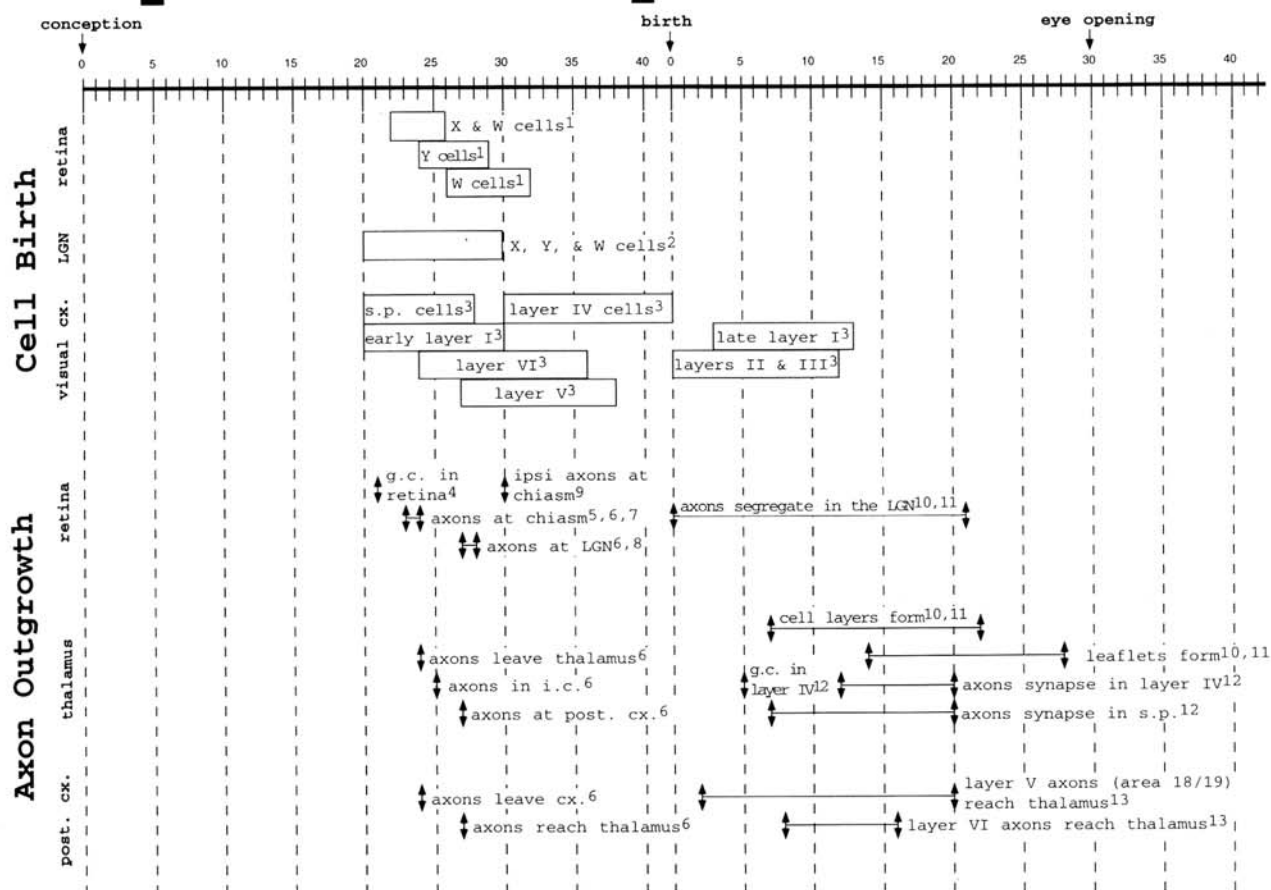 conception birth eye opening
0 5 10 15 20 25 30 35 40 0 5 10 15 20 25 30 35 40
Cell Birth
retina
X & W cells1
Y cells1
W cells1
LGN
X, Y, & W cells2
visual cx.
s.p. cells3 layer IV cells3
early layer I3 late layer I3
layer VI3 layers II & III3
layer V3
Axon Outgrowth
retina
g.c. in
retina4
ipsi axons at
chiasm9
axons segregate in the LGN10,11
axons at chiasm5,6,7
axons at LGN6,8
thalamus
cell layers form10,11
axons leave thalamus6
leaflets form10,11
axons in i.c.6
g.c. in
layer IV12
axons synapse in layer IV12
axons at post. cx.6
axons synapse in s.p.12
post. cx.
axons leave cx.6
layer V axons (area 18/19)
reach thalamus13
axons reach thalamus6
layer VI axons reach thalamus13